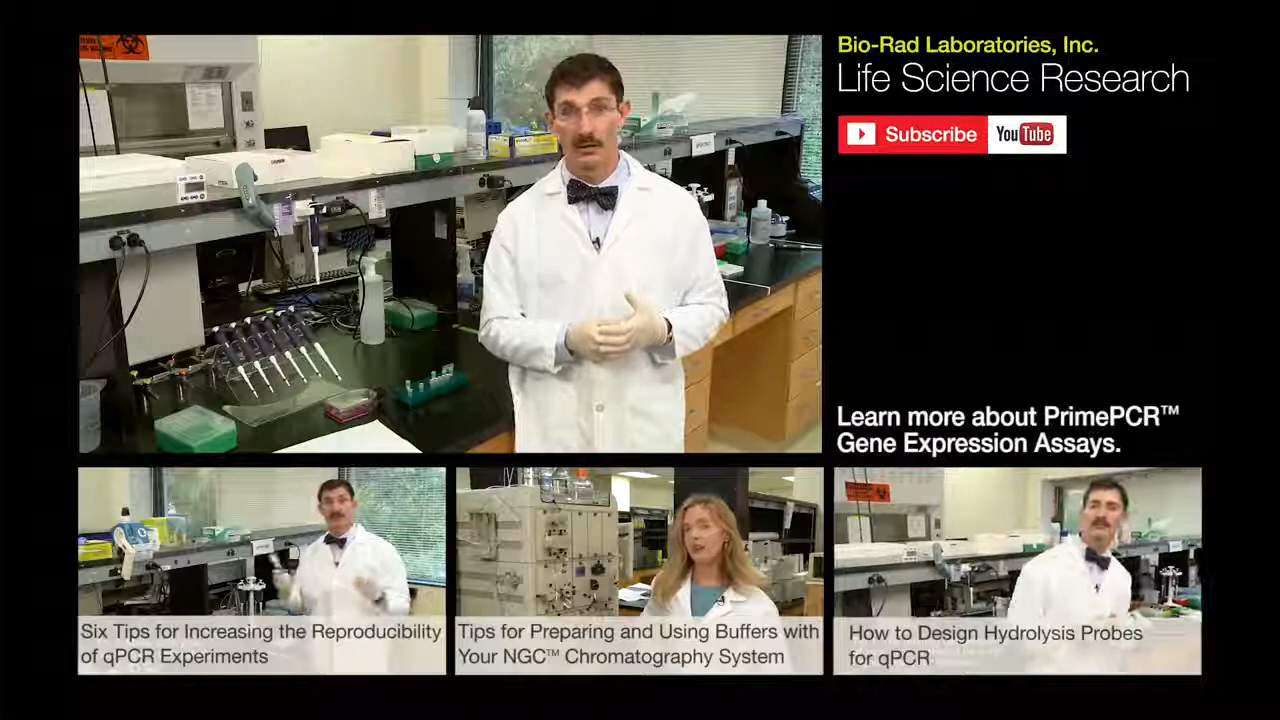 Bio-Rad Laboratories, Inc.
Life Science Research
Subscribe YouTube
Learn more about PrimePCR™
Gene Expression Assays.
Six Tips for Increasing the Reproducibility
of qPCR Experiments
Tips for Preparing and Using Buffers with
Your NGC™ Chromatography System
How to Design Hydrolysis Probes
for qPCR